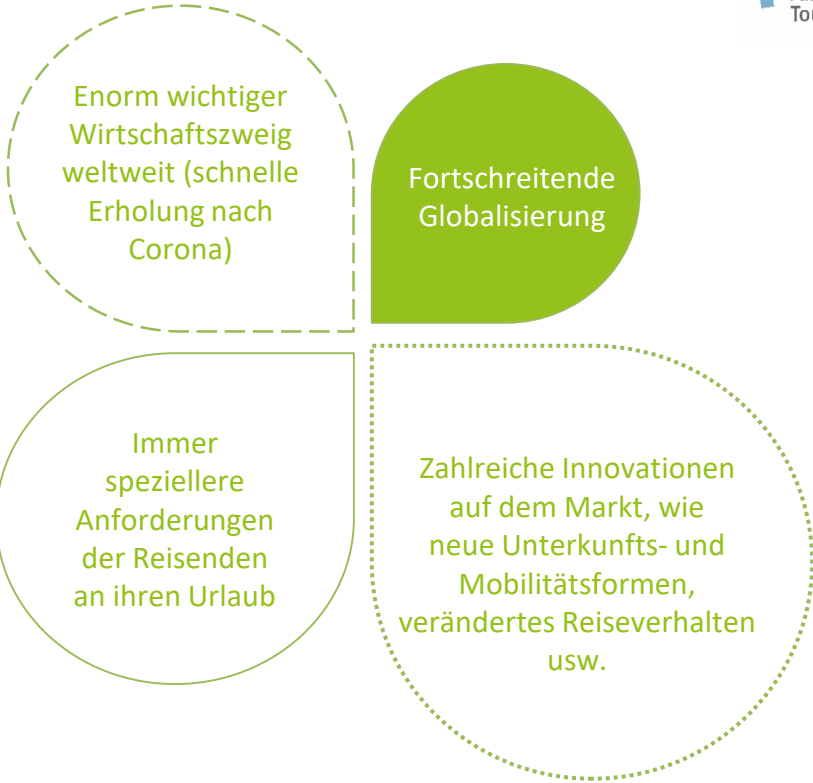 Tou
Enorm wichtiger
Wirtschaftszweig
weltweit (schnelle
Erholung nach
Corona)
Fortschreitende
Globalisierung
Immer
speziellere
Anforderungen
der Reisenden
an ihren Urlaub
Zahlreiche Innovationen
auf dem Markt, wie
neue Unterkunfts- und
Mobilitätsformen,
verändertes Reiseverhalten
usw.